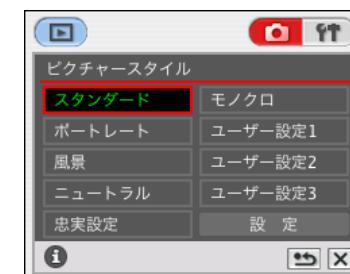 ピクチャースタイル
スタンダード
モノクロ
ポートレート
ユーザー設定1
風景
ユーザー設定2
ニュートラル
ユーザー設定3
忠実設定
設 定